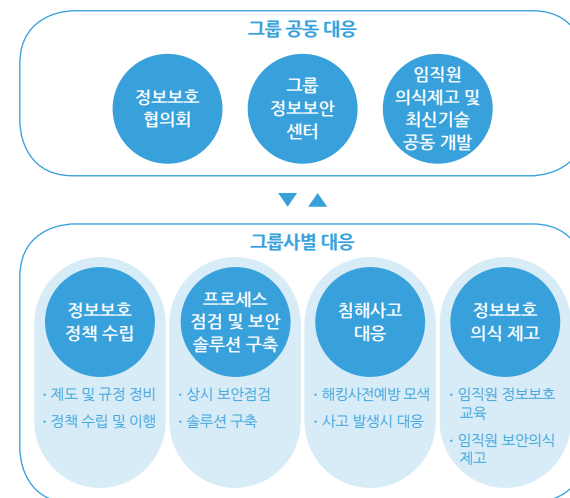 그룹 공동 대응
정보보호
협의회
그룹
정보보안
센터
임직원
의식제고 및
최신기술
공동 개발
그룹사별 대응
정보보호
정책 수립
· 제도 및 규정 정비
· 정책 수립 및 이행
프로세스
점검 및 보안
솔루션 구축
· 상시 보안점검
· 솔루션 구축
침해사고
대응
· 해킹사전예방 모색
· 사고 발생시 대응
정보보호
의식 제고
· 임직원 정보보호
교육
· 임직원 보안의식
제고